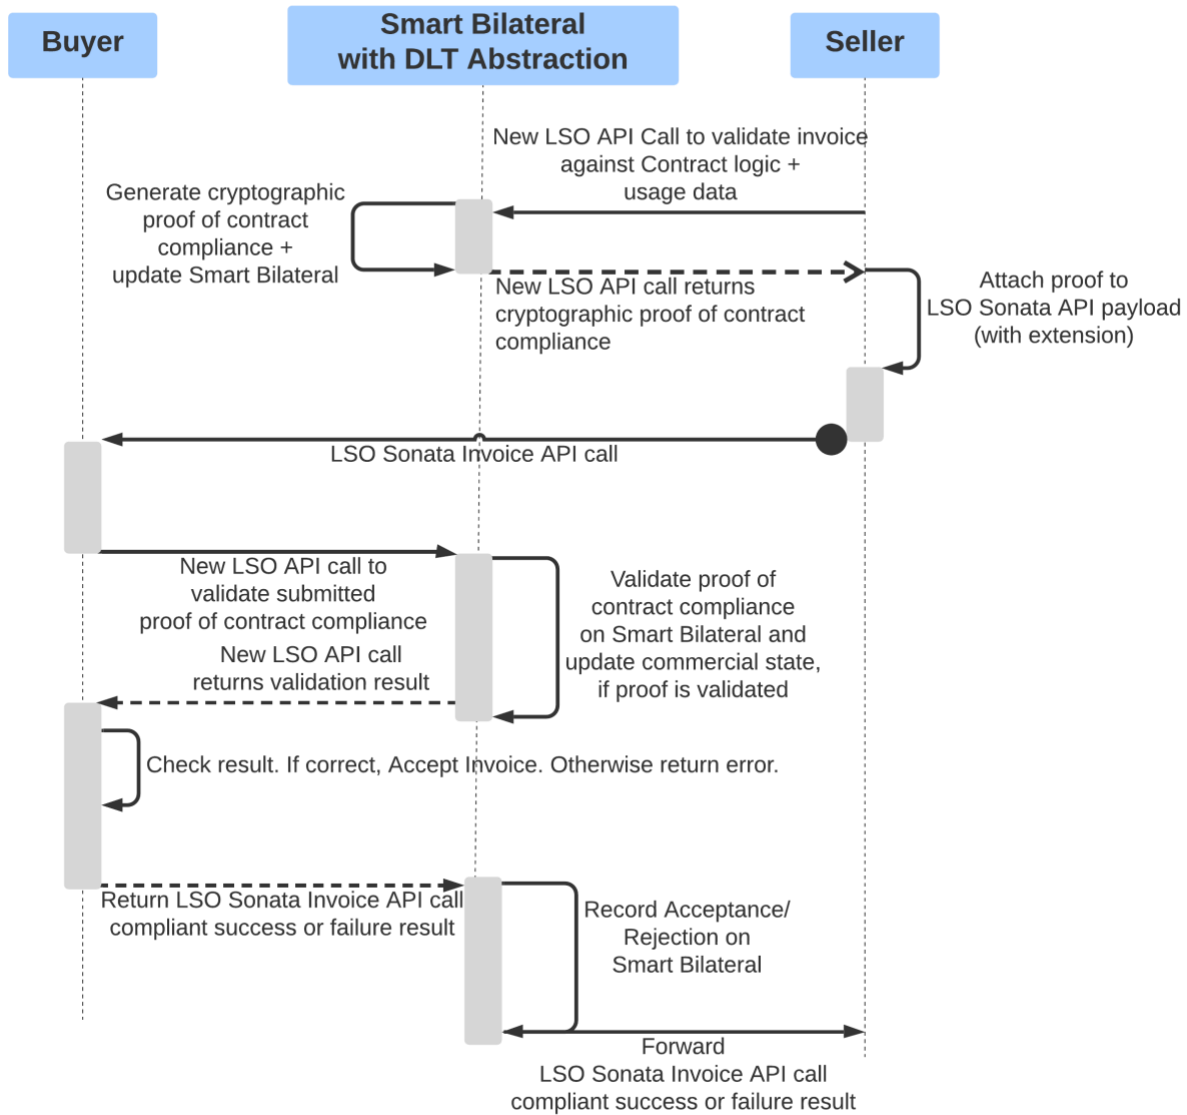 Buyer
Smart Bilateral
with DLT Abstraction
Seller
New LSO API Call to validate invoice
against Contract logic +
usage data
Generate cryptographic
proof of contract
compliance +
update Smart Bilateral
New LSO API call returns
cryptographic proof of contract
compliance
Attach proof to
LSO Sonata API payload
(with extension)
LSO Sonata Invoice API call
New LSO API call to
validate submitted
proof of contract compliance
Validate proof of
contract compliance
on Smart Bilateral and
update commercial state,
if proof is validated
New LSO API call
returns validation result
Check result. If correct, Accept Invoice. Otherwise return error.
Return LSO Sonata Invoice API call
compliant success or failure result
Record Acceptance/
Rejection on
Smart Bilateral
Forward
LSO Sonata Invoice API call
compliant success or failure result